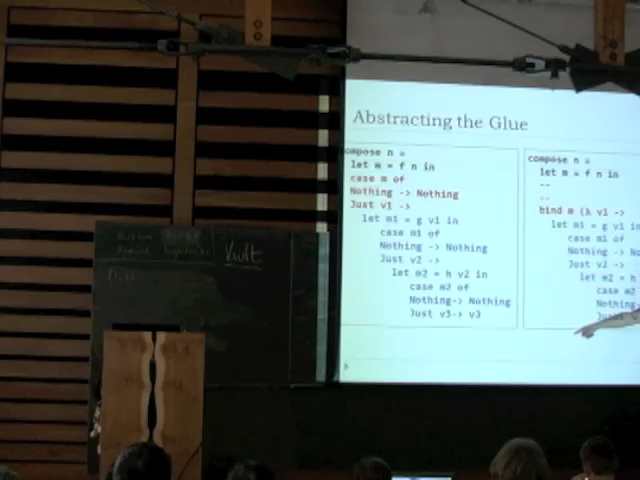 Abstracting the Glue
compose n =
let m = f n in
case m of
Nothing -> Nothing
Just v1 ->
let m1 = g v1 in
case m1 of
Nothing -> Nothing
Just v2 ->
let m2 = h v2 in
case m2 of
Nothing-> Nothing
Just v3-> v3
compose n =
let m = f n in
--
--
bind m (λ v1 ->
let m1 = g v1 in
case m1 of
Nothing -> No
Just v2 ->
let m2 = h
case m2
Nothing
Just
Vault